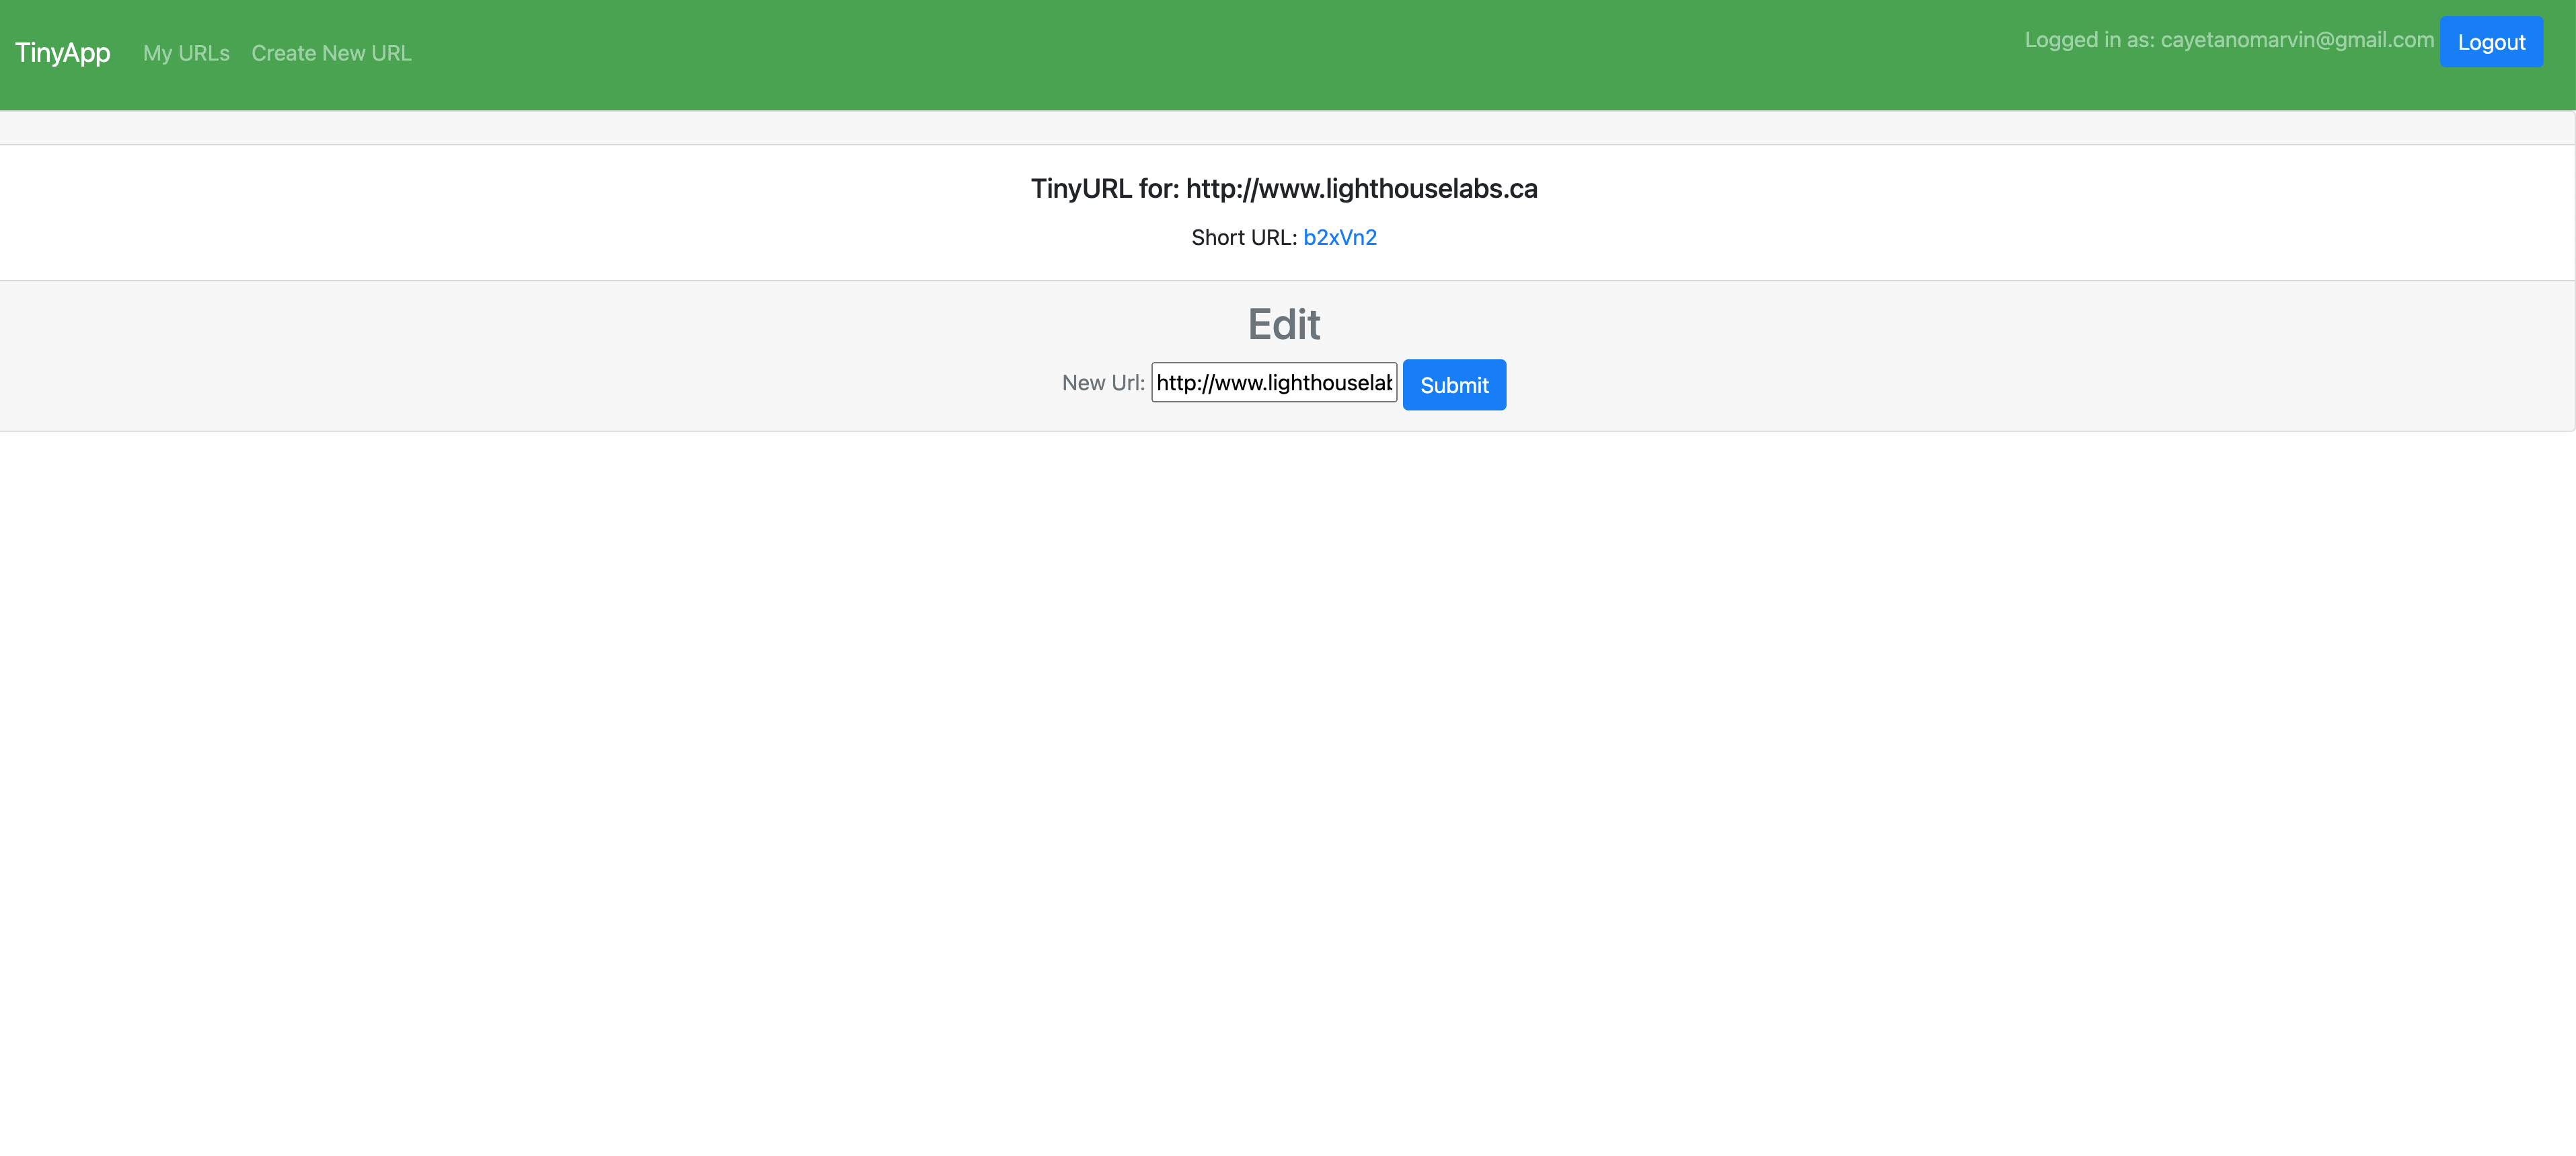 TinyApp My URLs Create New URL Logged in as: cayetanomarvin@gmail.com Logout
TinyURL for: http://www.lighthouselabs.ca
Short URL: b2xVn2
Edit
New Url: http://www.lighthouselab Submit